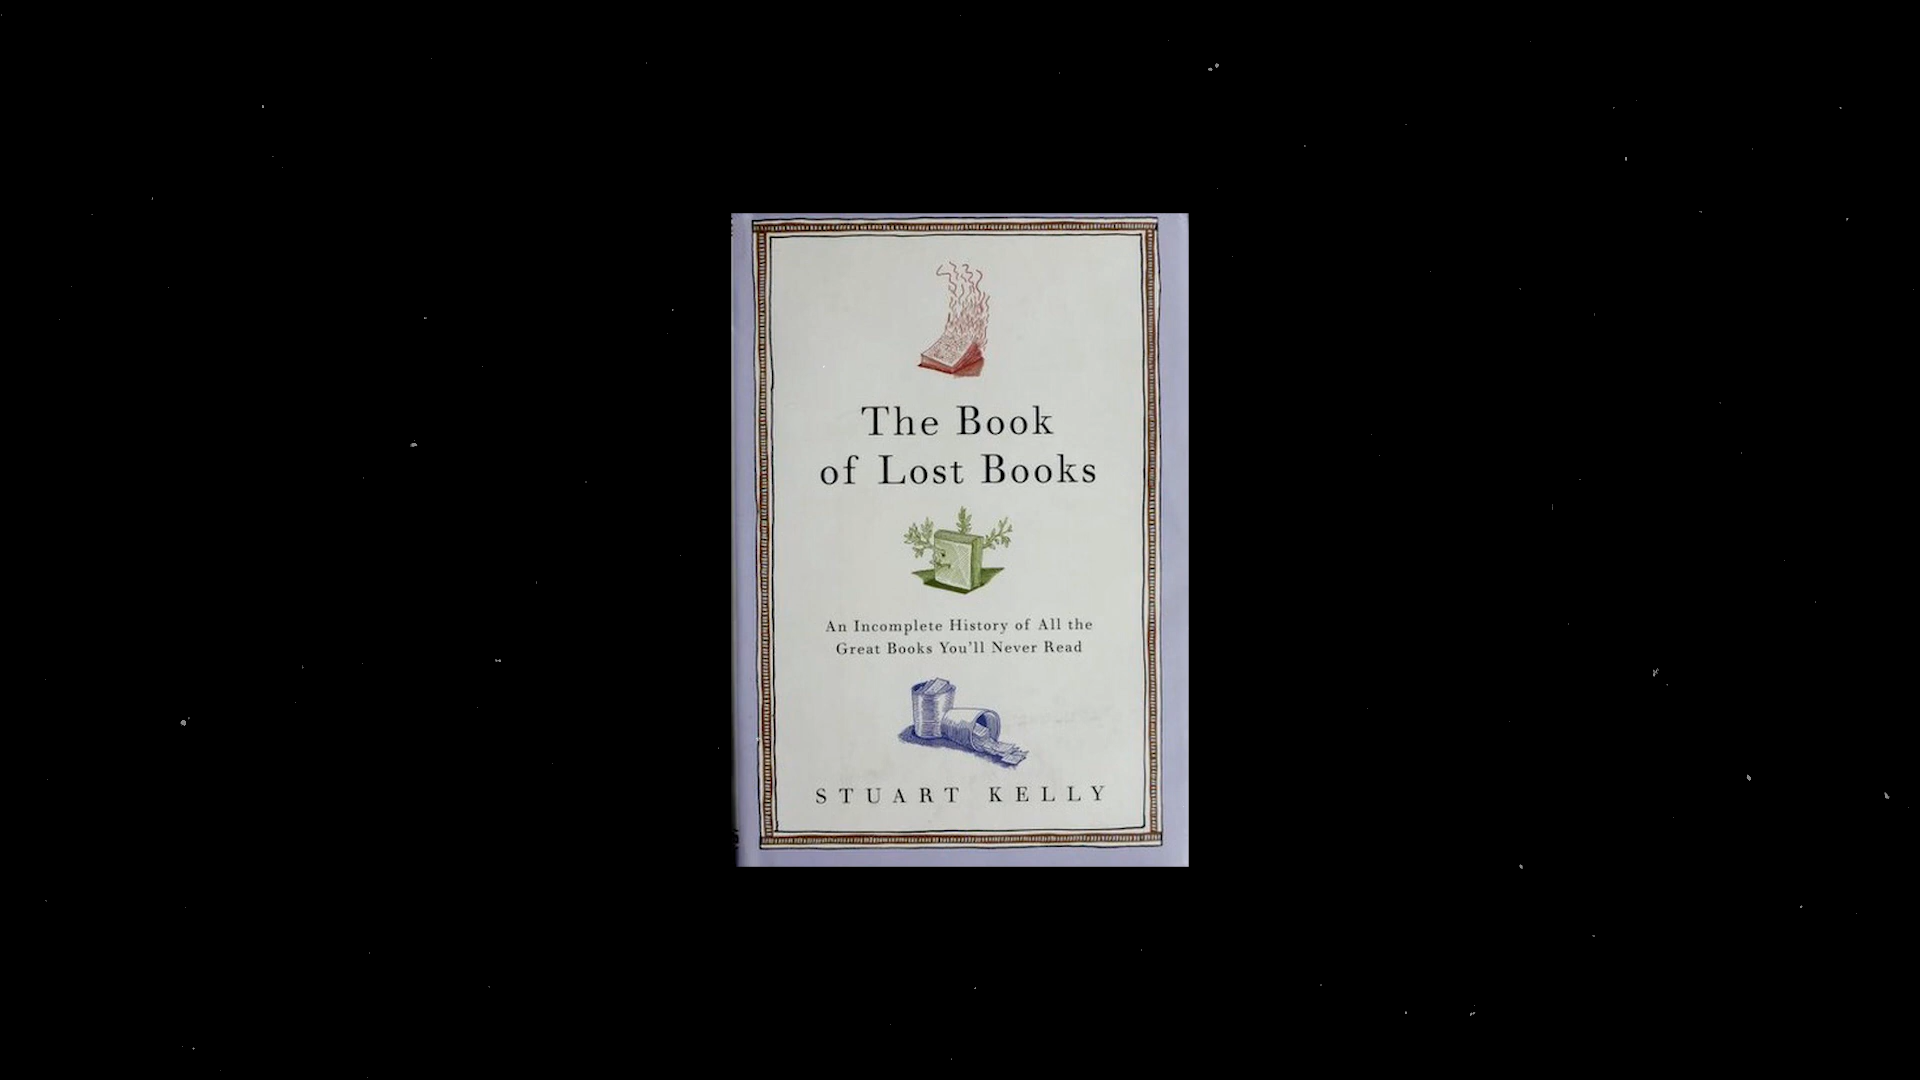 The Book
of Lost Books
An Incomplete History of All the
Great Books You'll Never Read
STUART KELLY